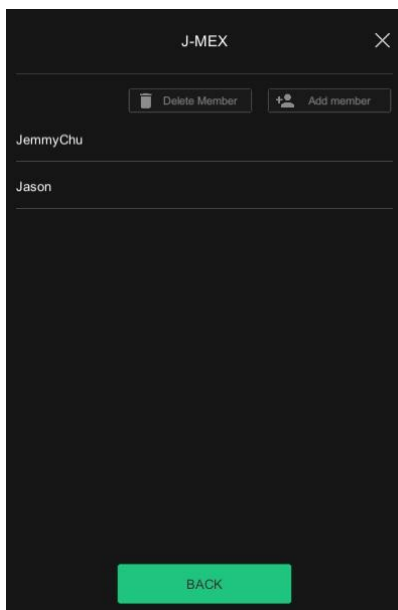 J-MEX
Delete Member Add member
JemmyChu
Jason
BACK